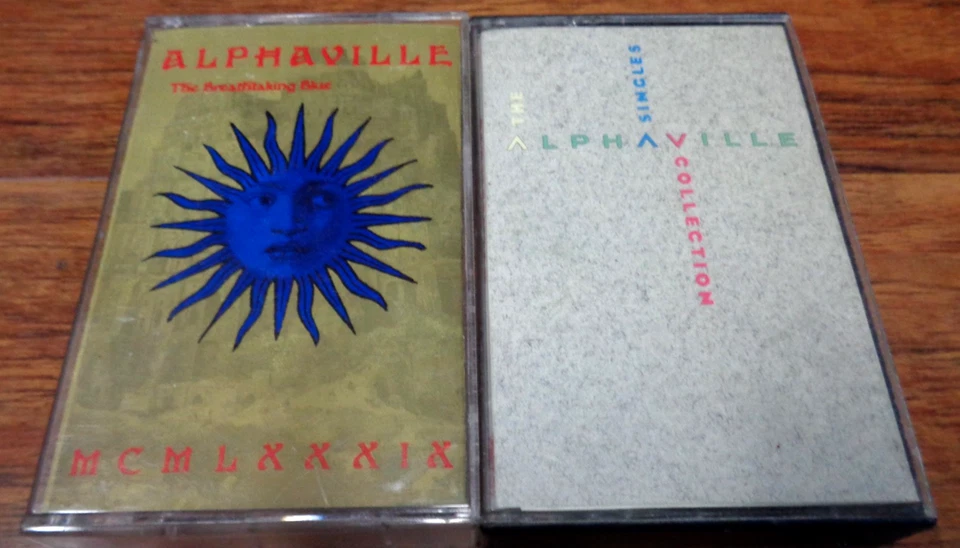 ALPHAVILLE
The Breathtaking Blue
MCMLXXXIX
THE
SINGLES
ALPHAVILLE
COLLECTION